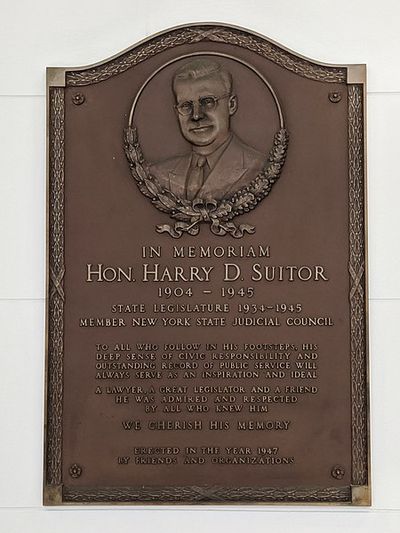 IN MEMORIAM
HON. HARRY D. SUITOR
1904 - 1945
STATE LEGISLATURE 1934-1945
MEMBER NEW YORK STATE JUDICIAL COUNCIL
TO ALL WHO FOLLOW IN HIS FOOTSTEPS, HIS
DEEP SENSE OF CIVIC RESPONSIBILITY AND
OUTSTANDING RECORD OF PUBLIC SERVICE WILL
ALWAYS SERVE AS AN INSPIRATION AND IDEAL
A LAWYER, A GREAT LEGISLATOR AND A FRIEND
HE WAS ADMIRED AND RESPECTED
BY ALL WHO KNEW HIM
WE CHERISH HIS MEMORY
ERECTED IN THE YEAR 1947
BY FRIENDS AND ORGANIZATIONS